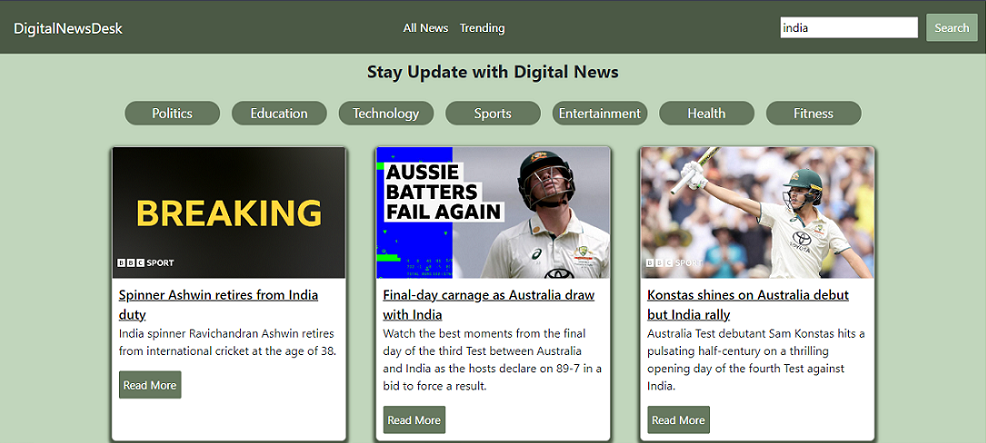 DigitalNewsDesk
All News Trending
india
Search
Stay Update with Digital News
Politics
Education
Technology
Sports
Entertainment
Health
Fitness
BREAKING
BBC SPORT
Spinner Ashwin retires from India
duty
India spinner Ravichandran Ashwin retires
from international cricket at the age of 38.
Read More
AUSSIE
BATTERS
FAIL AGAIN
Final-day carnage as Australia draw
with India
Watch the best moments from the final
day of the third Test between Australia
and India as the hosts declare on 89-7 in a
bid to force a result.
Read More
TOYOTA
BBC SPORT
Konstas shines on Australia debut
but India rally
Australia Test debutant Sam Konstas hits a
pulsating half-century on a thrilling
opening day of the fourth Test against
India.
Read More